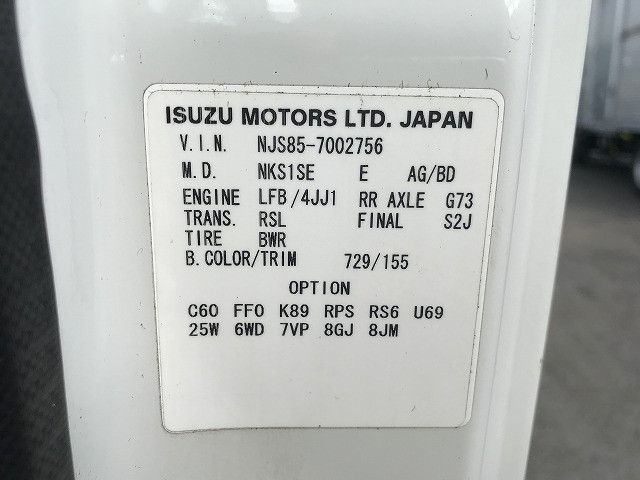 ISUZU MOTORS LTD. JAPAN
V.I.N. NJS85-7002756
M.D. NKS1SE E AG/BD
ENGINE LFB/4JJ1 RR AXLE G73
TRANS. RSL FINAL S2J
TIRE BWR
B.COLOR/TRIM 729/155
OPTION
C60 FF0 K89 RPS RS6 U69
25W 6WD 7VP 8GJ 8JM